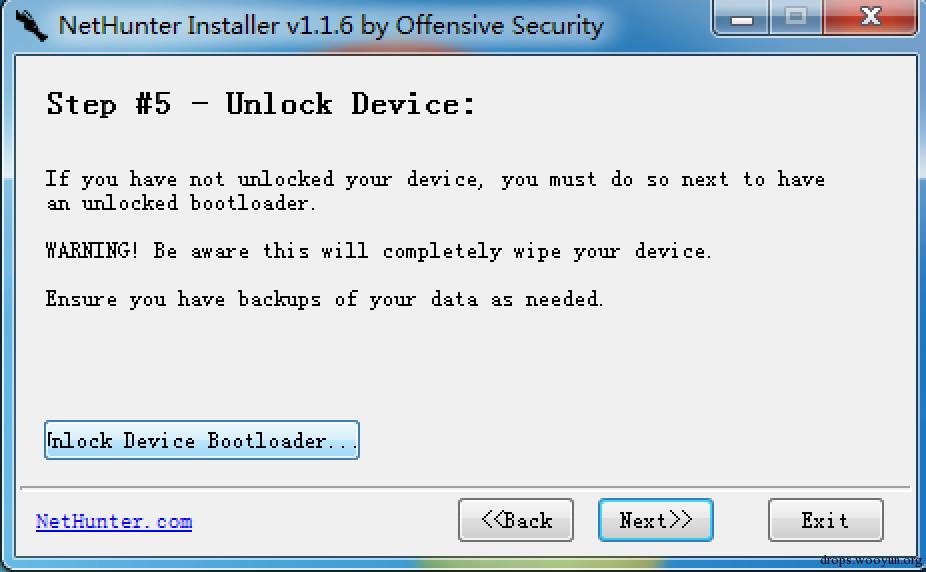 NetHunter Installer v1.1.6 by Offensive Security
Step #5 - Unlock Device:
If you have not unlocked your device, you must do so next to have
an unlocked bootloader.
WARNING! Be aware this will completely wipe your device.
Ensure you have backups of your data as needed.
Unlock Device Bootloader...
NetHunter.com
<<Back
Next>>
Exit
drops.wooyun.org